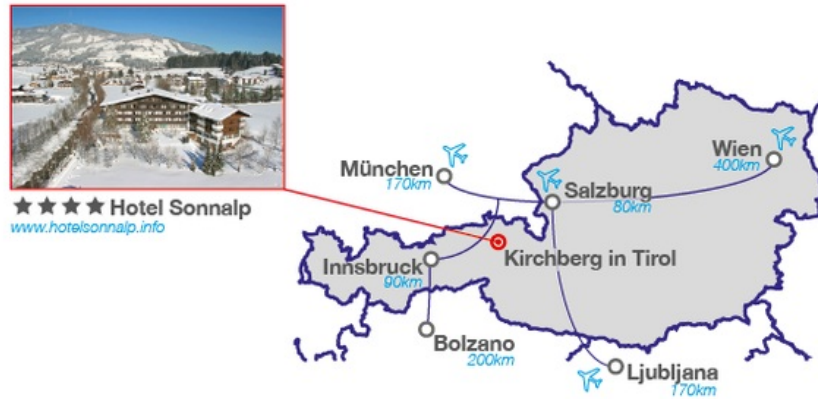 München
170km
Wien
400km
Salzburg
80km
★★★★ Hotel Sonnalp
www.hotelsonnalp.info
Innsbruck
90km
Kirchberg in Tirol
Bolzano
200km
Ljubljana
170km